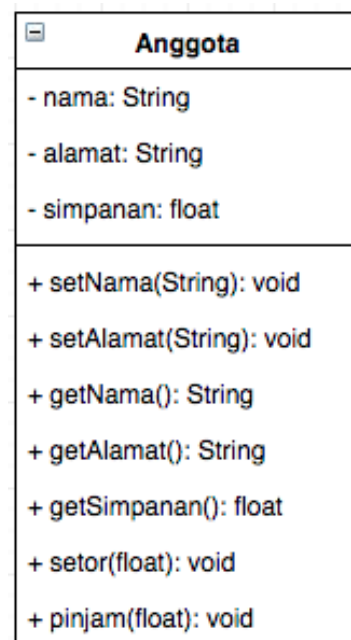 Anggota
- nama: String
- alamat: String
- simpanan: float
+ setNama(String): void
+ setAlamat(String): void
+ getNama(): String
+ getAlamat(): String
+ getSimpanan(): float
+ setor(float): void
+ pinjam(float): void